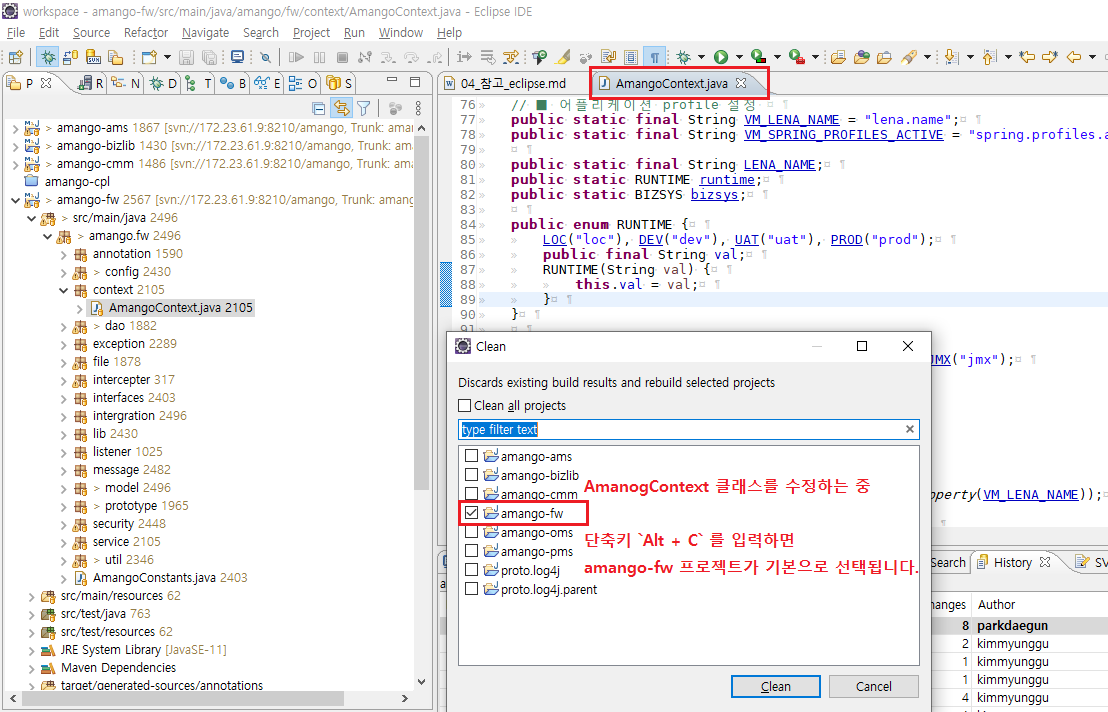 workspace - amango-fw/src/main/java/amango/fw/context/AmangoContext.java - Eclipse IDE
File Edit Source Refactor Navigate Search Project Run Window Help
P R N D T B E O S
04_참고_eclipse.md AmangoContext.java
> amango-ams 1867 [svn://172.23.61.9:8210/amango, Trunk: amar
> amango-bizlib 1430 [svn://172.23.61.9:8210/amango, Trunk: am
> amango-cmm 1486 [svn://172.23.61.9:8210/amango, Trunk: am
amango-cpl
> amango-fw 2567 [svn://172.23.61.9:8210/amango, Trunk: amang
> src/main/java 2496
> amango.fw 2496
annotation 1590
> config 2430
context 2105
AmangoContext.java 2105
> dao 1882
exception 2289
file 1878
intercepter 317
interfaces 2403
intergration 2496
lib 2430
listener 1025
message 2482
> model 2496
> prototype 1965
security 2448
service 2105
> util 2346
AmangoConstants.java 2403
src/main/resources 62
src/test/java 763
src/test/resources 62
JRE System Library [JavaSE-11]
Maven Dependencies
target/generated-sources/annotations
76 // ■ 어플리케이션 profile 설정
77 public static final String VM_LENA_NAME = "lena.name";
78 public static final String VM_SPRING_PROFILES_ACTIVE = "spring.profiles.a
79
80 public static final String LENA_NAME;
81 public static RUNTIME runtime;
82 public static BIZSYS bizsys;
83
84 public enum RUNTIME {
85 LOC("loc"), DEV("dev"), UAT("uat"), PROD("prod");
86 public final String val;
87 RUNTIME(String val) {
88 this.val = val;
89 }
90 }
91
JMX("jmx");
operty(VM_LENA_NAME));
Clean
Discards existing build results and rebuild selected projects
Clean all projects
type filter text
amango-ams
amango-bizlib
amango-cmm
amango-fw
amango-oms
amango-pms
proto.log4j
proto.log4j.parent
AmanogContext 클래스를 수정하는 중
단축키 `Alt + C` 를 입력하면
amango-fw 프로젝트가 기본으로 선택됩니다.
Clean Cancel
Search History SV
anges Author
8 parkdaegun
2 kimmyunggu
1 kimmyunggu
1 kimmyunggu
4 kimmyunggu